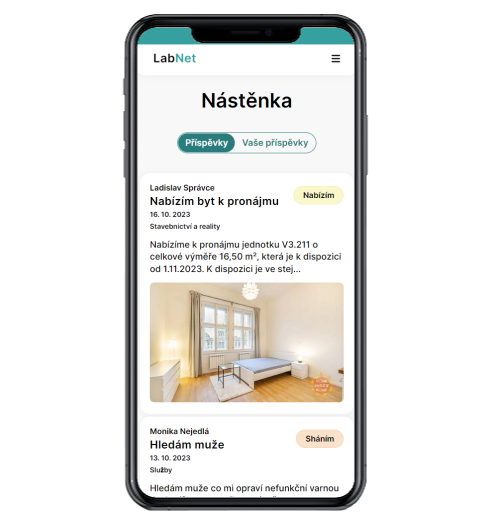 LabNet
Nástěnka
Příspěvky
Vaše příspěvky
Ladislav Správce
Nabízím byt k pronájmu
Nabízím
16. 10. 2023
Stavebnictví a reality
Nabízíme k pronájmu jednotku V3.211 o
celkové výměře 16,50 m², která je k dispozici
od 1.11.2023. K dispozici je ve stej...
Monika Nejedlá
Hledám muže
Sháním
13. 10. 2023
Služby
Hledám muže co mi opraví nefunkční varnou